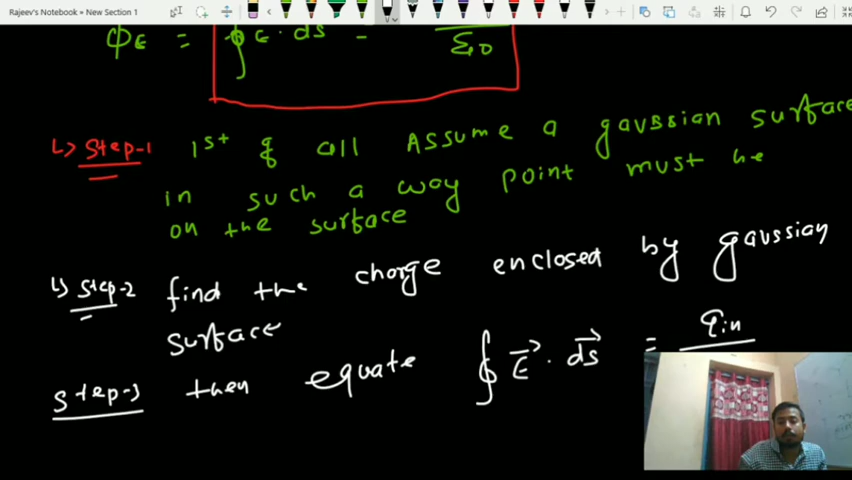 Rajeev's Notebook » New Section 1
ΦE = ∮ E · ds = ε0
↳ Step-1 1st of all Assume a gaussian surface
in such a way point must be
on the surface
↳ Step-2 find the charge enclosed by gaussian
surface
Step-3 then equate ∮ E⃗ · ds⃗ = qin